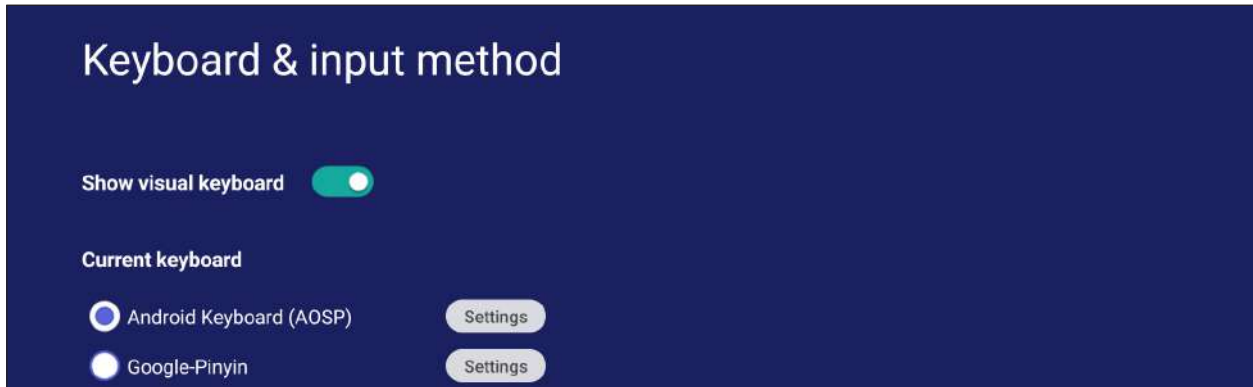 Keyboard & input method
Show visual keyboard
Current keyboard
Android Keyboard (AOSP) Settings
Google-Pinyin Settings